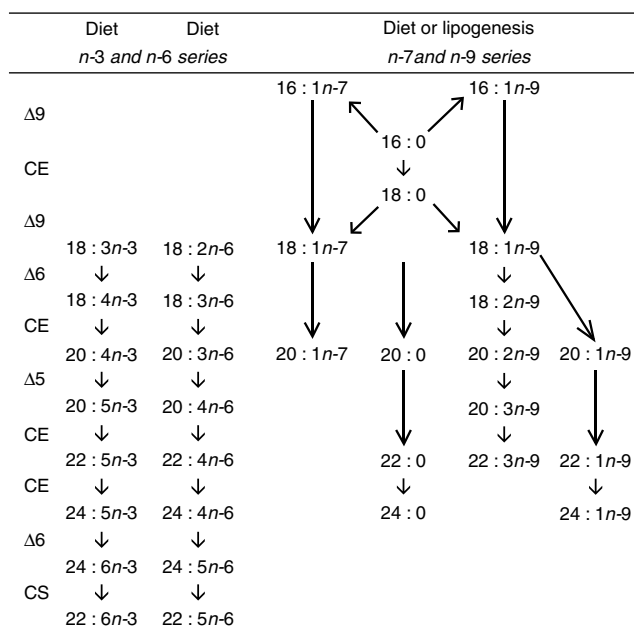 Diet Diet Diet or lipogenesis
n-3 and n-6 series n-7and n-9 series
16 : 1n-7 16 : 1n-9
Δ9
16 : 0
CE
18 : 0
Δ9
18 : 3n-3 18 : 2n-6 18 : 1n-7 18 : 1n-9
Δ6
18 : 4n-3 18 : 3n-6 18 : 2n-9
CE
20 : 4n-3 20 : 3n-6 20 : 1n-7 20 : 0 20 : 2n-9 20 : 1n-9
Δ5
20 : 5n-3 20 : 4n-6 20 : 3n-9
CE
22 : 5n-3 22 : 4n-6 22 : 0 22 : 3n-9 22 : 1n-9
CE
24 : 5n-3 24 : 4n-6 24 : 0 24 : 1n-9
Δ6
24 : 6n-3 24 : 5n-6
CS
22 : 6n-3 22 : 5n-6